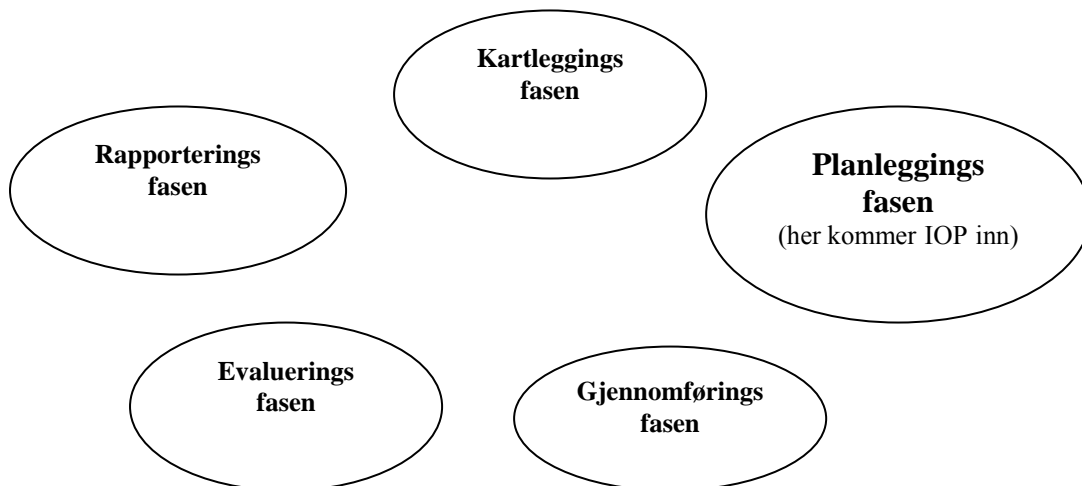 Kartleggings
fasen
Rapporterings
fasen
Planleggings
fasen
(her kommer IOP inn)
Evaluerings
fasen
Gjennomførings
fasen